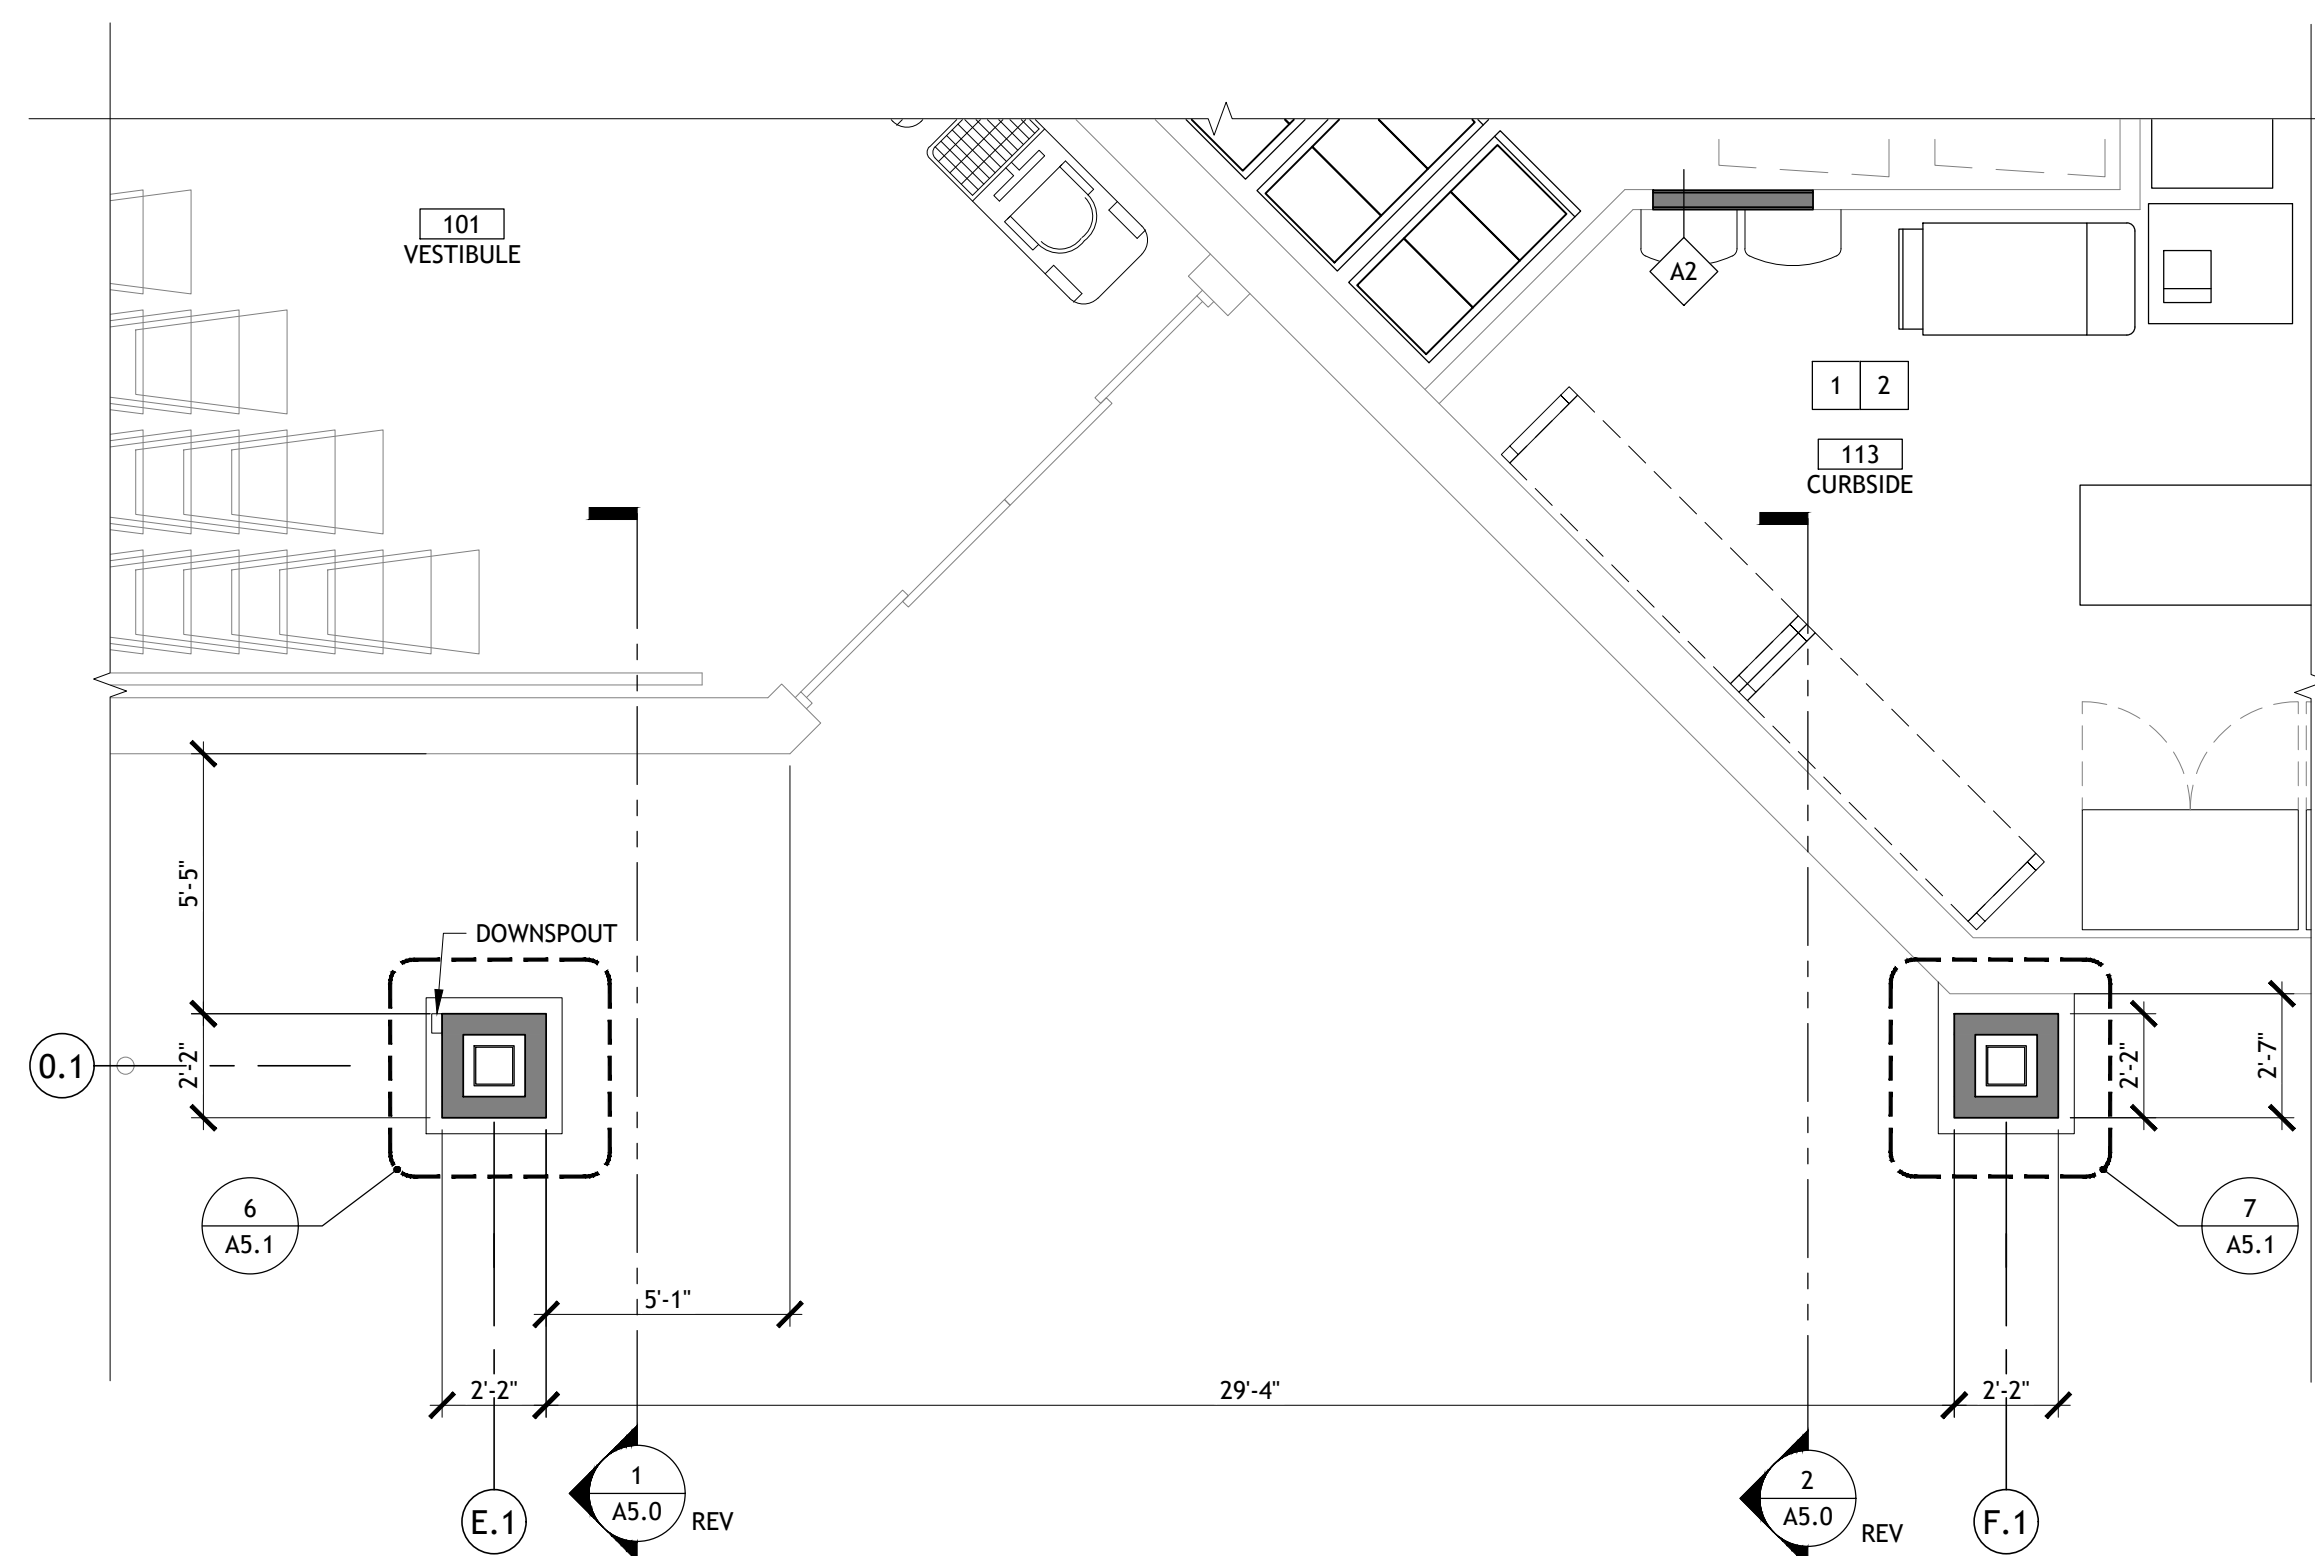 101
VESTIBULE
A2
1 2
113
CURBSIDE
5'-5"
DOWNSPOUT
0.1
2'-2"
2'-2"
2'-7"
6
A5.1
7
A5.1
5'-1"
2'-2"
29'-4"
2'-2"
1
A5.0
REV
2
A5.0
REV
E.1
F.1